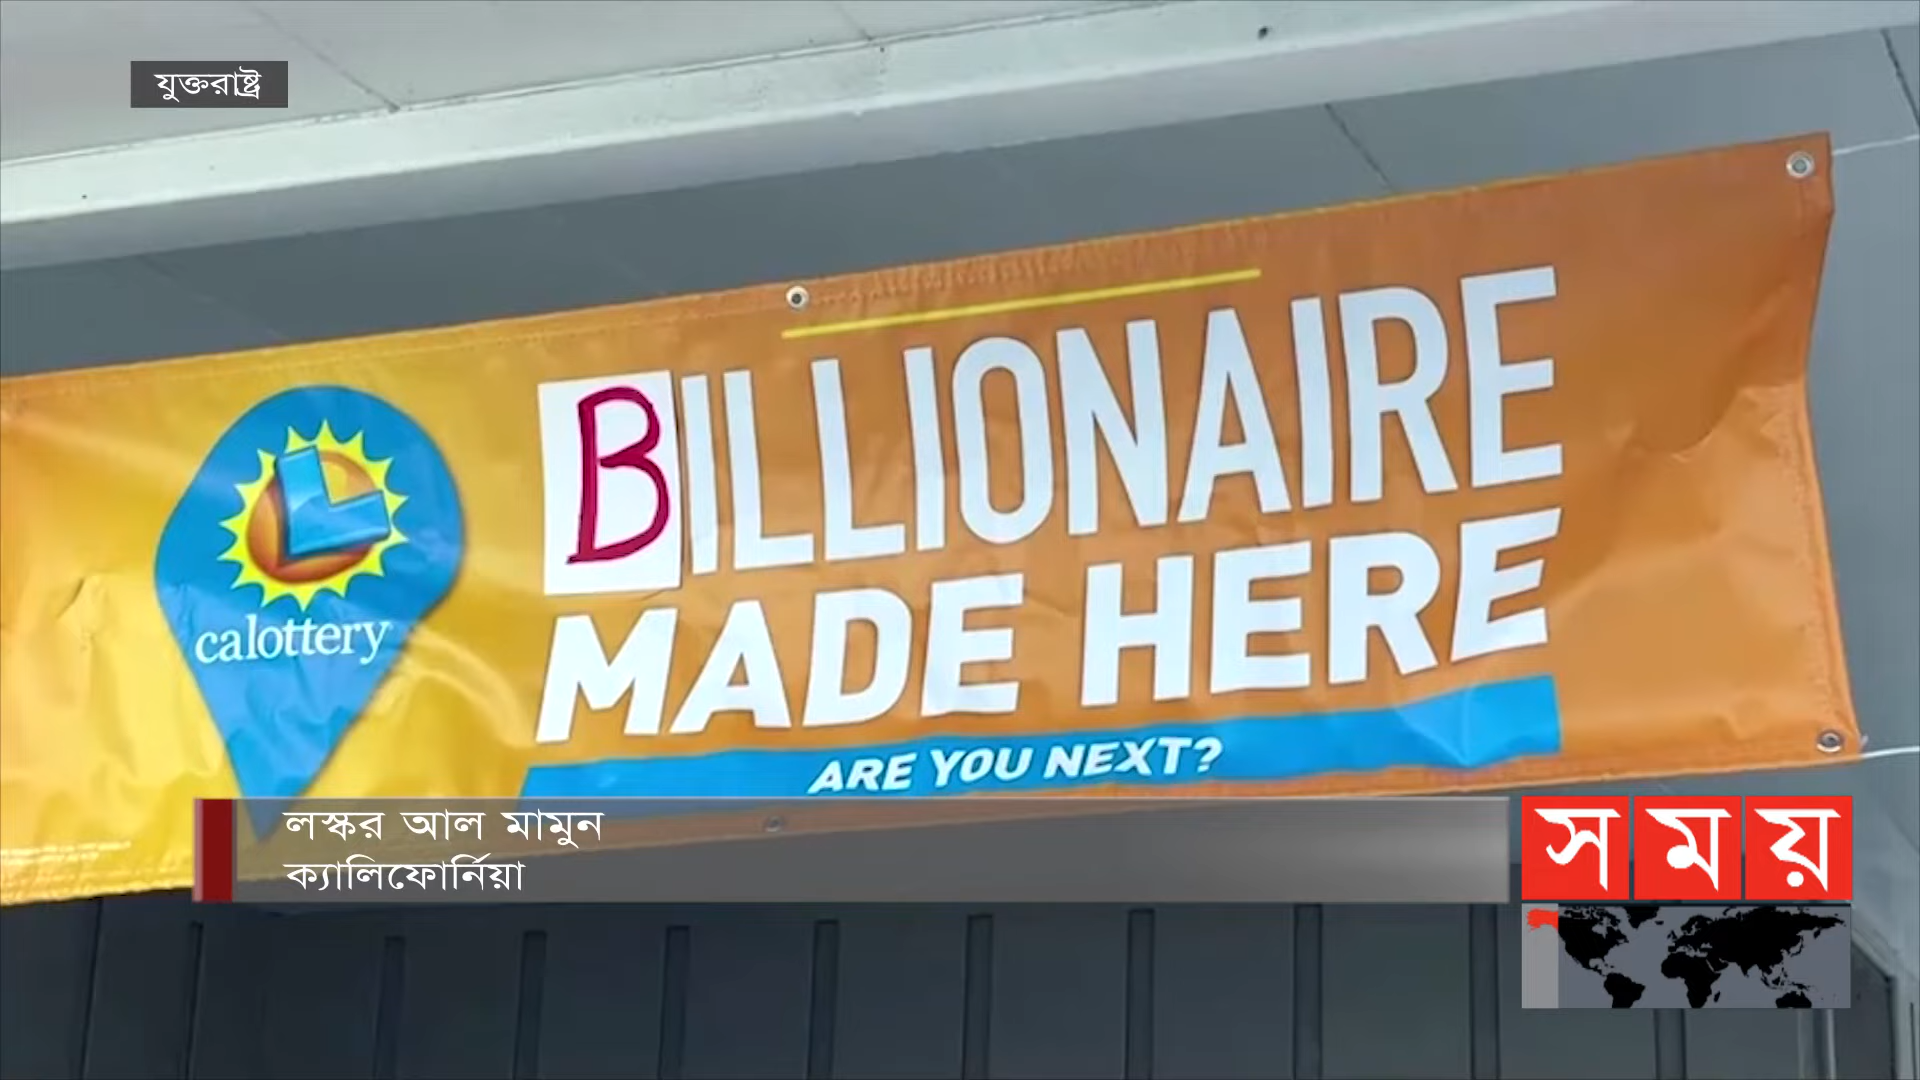 যুক্তরাষ্ট্র
calottery
BILLIONAIRE
MADE HERE
ARE YOU NEXT?
লস্কর আল মামুন
ক্যালিফোর্নিয়া
সময়